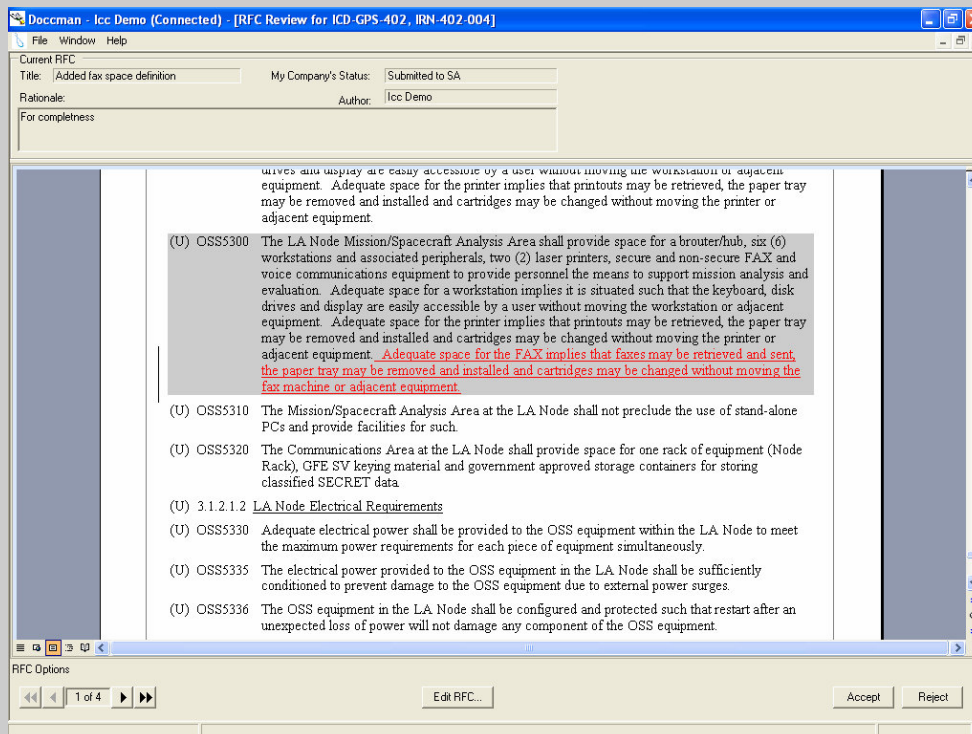 Doccman - Icc Demo (Connected) - [RFC Review for ICD-GPS-402, IRN-402-004]
File Window Help
Current RFC
Title: Added fax space definition My Company's Status: Submitted to SA
Rationale: Author: Icc Demo
For completness
drives and display are easily accessible by a user without moving the workstation or adjacent
equipment. Adequate space for the printer implies that printouts may be retrieved, the paper tray
may be removed and installed and cartridges may be changed without moving the printer or
adjacent equipment.
(U) OSS5300 The LA Node Mission/Spacecraft Analysis Area shall provide space for a brouter/hub, six (6)
workstations and associated peripherals, two (2) laser printers, secure and non-secure FAX and
voice communications equipment to provide personnel the means to support mission analysis and
evaluation. Adequate space for a workstation implies it is situated such that the keyboard, disk
drives and display are easily accessible by a user without moving the workstation or adjacent
equipment. Adequate space for the printer implies that printouts may be retrieved, the paper tray
may be removed and installed and cartridges may be changed without moving the printer or
adjacent equipment. Adequate space for the FAX implies that faxes may be retrieved and sent,
the paper tray may be removed and installed and cartridges may be changed without moving the
fax machine or adjacent equipment.
(U) OSS5310 The Mission/Spacecraft Analysis Area at the LA Node shall not preclude the use of stand-alone
PCs and provide facilities for such.
(U) OSS5320 The Communications Area at the LA Node shall provide space for one rack of equipment (Node
Rack), GFE SV keying material and government approved storage containers for storing
classified SECRET data
(U) 3.1.2.1.2 LA Node Electrical Requirements
(U) OSS5330 Adequate electrical power shall be provided to the OSS equipment within the LA Node to meet
the maximum power requirements for each piece of equipment simultaneously.
(U) OSS5335 The electrical power provided to the OSS equipment in the LA Node shall be sufficiently
conditioned to prevent damage to the OSS equipment due to external power surges.
(U) OSS5336 The OSS equipment in the LA Node shall be configured and protected such that restart after an
unexpected loss of power will not damage any component of the OSS equipment.
RFC Options
1 of 4 Edit RFC... Accept Reject